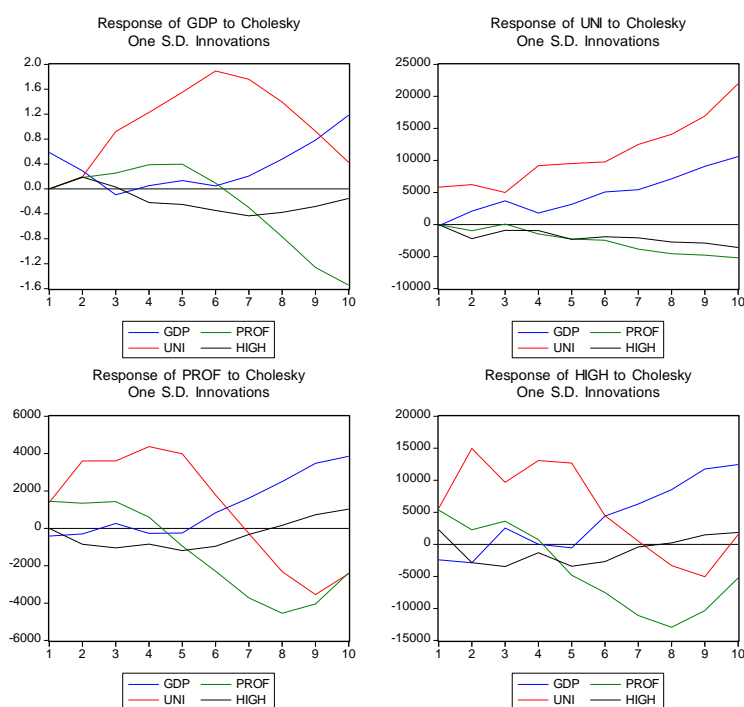 Response of GDP to Cholesky
One S.D. Innovations
2.0
1.6
1.2
0.8
0.4
0.0
-0.4
-0.8
-1.2
-1.6
1 2 3 4 5 6 7 8 9 10
GDP PROF
UNI HIGH
Response of UNI to Cholesky
One S.D. Innovations
25000
20000
15000
10000
5000
0
-5000
-10000
1 2 3 4 5 6 7 8 9 10
GDP PROF
UNI HIGH
Response of PROF to Cholesky
One S.D. Innovations
6000
4000
2000
0
-2000
-4000
-6000
1 2 3 4 5 6 7 8 9 10
GDP PROF
UNI HIGH
Response of HIGH to Cholesky
One S.D. Innovations
20000
15000
10000
5000
0
-5000
-10000
-15000
1 2 3 4 5 6 7 8 9 10
GDP PROF
UNI HIGH